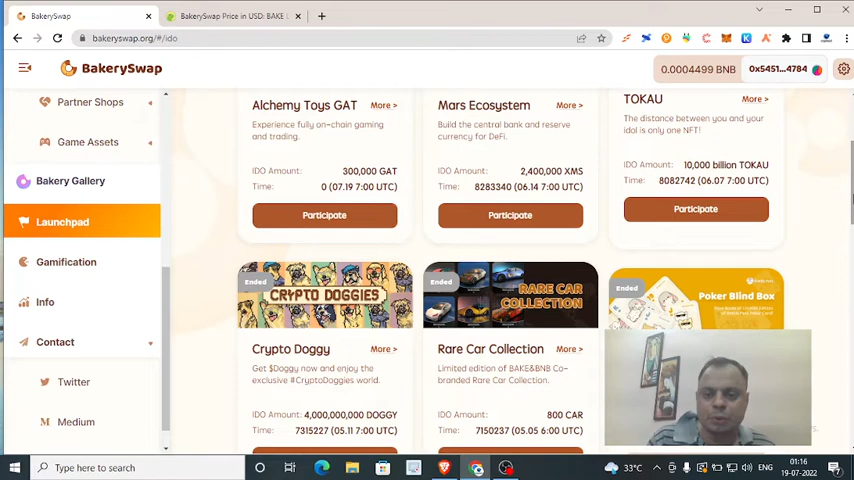 BakerySwap
BakerySwap Price in USD: BAKE L
bakeryswap.org/#/ido
BakerySwap
0.0004499 BNB
0x5451...4784
Partner Shops
Game Assets
Bakery Gallery
Launchpad
Gamification
Info
Contact
Twitter
Medium
Alchemy Toys GAT
More >
Experience fully on-chain gaming
and trading.
IDO Amount:
300,000 GAT
Time:
0 (07.19 7:00 UTC)
Participate
Mars Ecosystem
More >
Build the central bank and reserve
currency for DeFi.
IDO Amount:
2,400,000 XMS
Time:
8283340 (06.14 7:00 UTC)
Participate
TOKAU
More >
The distance between you and your
idol is only one NFT!
IDO Amount:
10,000 billion TOKAU
Time:
8082742 (06.07 7:00 UTC)
Participate
Ended
CRYPTO DOGGIES
Crypto Doggy
More >
Get $Doggy now and enjoy the
exclusive #CryptoDoggies world.
IDO Amount:
4,000,000,000 DOGGY
Time:
7315227 (05.11 7:00 UTC)
Ended
RARE CAR
COLLECTION
Rare Car Collection
More >
Limited edition of BAKE&BNB Co-
branded Rare Car Collection.
IDO Amount:
800 CAR
Time:
7150237 (05.05 6:00 UTC)
Ended
Poker Blind Box
Type here to search
33°C
ENG
01:16
19-07-2022